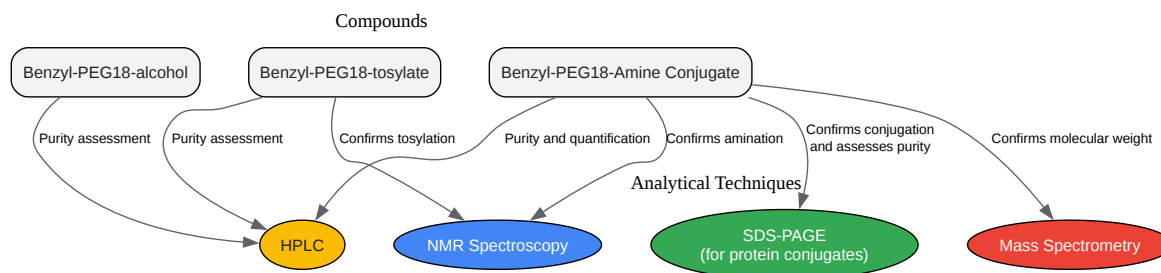 Compounds
Benzyl-PEG18-alcohol
Benzyl-PEG18-tosylate
Benzyl-PEG18-Amine Conjugate
Purity assessment
Purity assessment
Confirms tosylation
Purity and quantification
Confirms amination
Confirms conjugation
and assesses purity
Confirms molecular weight
Analytical Techniques
HPLC
NMR Spectroscopy
SDS-PAGE
(for protein conjugates)
Mass Spectrometry